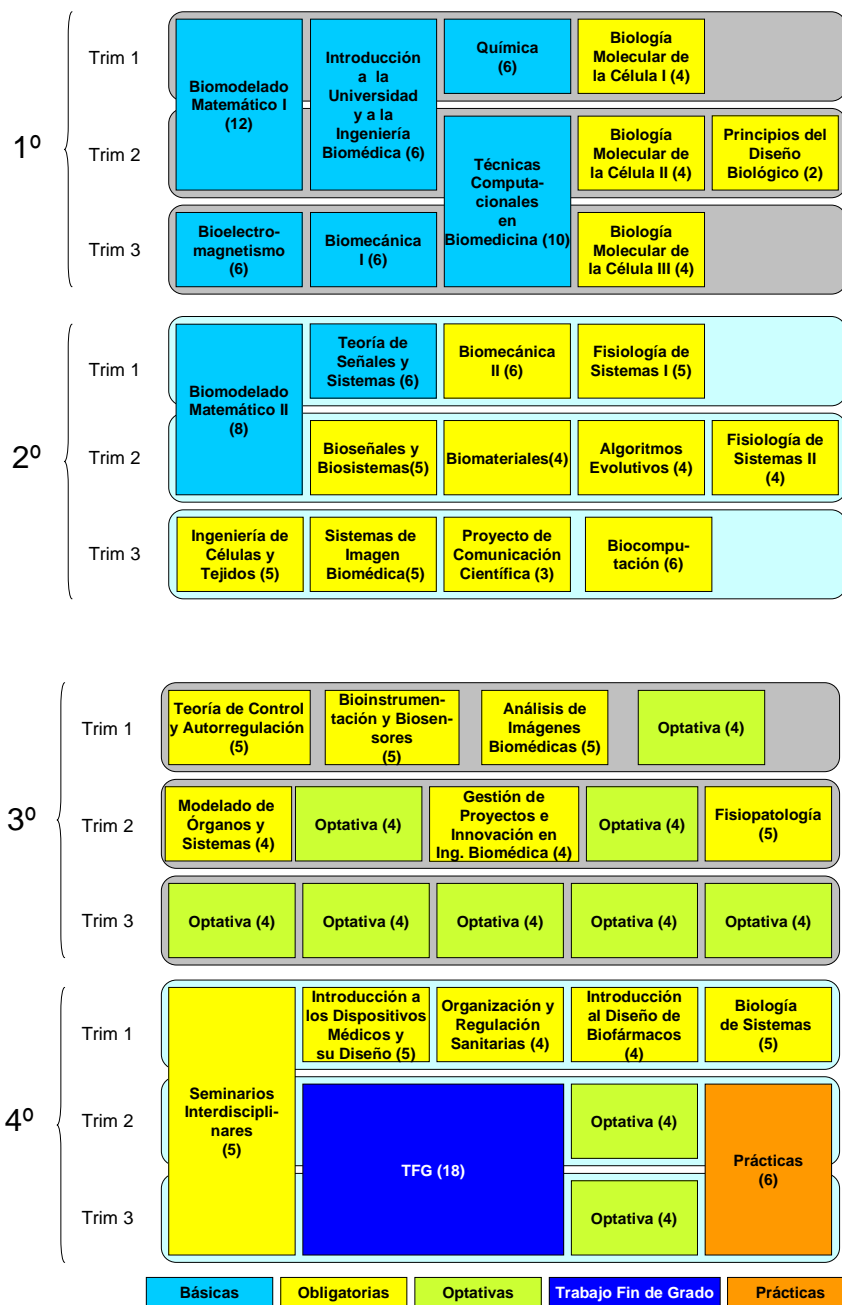 1º
Trim 1
Biomodelado
Matemático I
(12)
Introducción
a la
Universidad
y a la
Ingeniería
Biomédica (6)
Química
(6)
Biología
Molecular de
la Célula I (4)
Trim 2
Técnicas
Computa-
cionales
en
Biomedicina (10)
Biología
Molecular de
la Célula II (4)
Principios del
Diseño
Biológico (2)
Trim 3
Bioelectro-
magnetismo
(6)
Biomecánica
I (6)
Biología
Molecular de
la Célula III (4)
2º
Trim 1
Biomodelado
Matemático II
(8)
Teoría de
Señales y
Sistemas (6)
Biomecánica
II (6)
Fisiología de
Sistemas I (5)
Trim 2
Bioseñales y
Biosistemas(5)
Biomateriales(4)
Algoritmos
Evolutivos (4)
Fisiología de
Sistemas II
(4)
Trim 3
Ingeniería de
Células y
Tejidos (5)
Sistemas de
Imagen
Biomédica(5)
Proyecto de
Comunicación
Científica (3)
Biocompu-
tación (6)
3º
Trim 1
Teoría de Control
y Autorregulación
(5)
Bioinstrumen-
tación y Biosen-
sores
(5)
Análisis de
Imágenes
Biomédicas (5)
Optativa (4)
Trim 2
Modelado de
Órganos y
Sistemas (4)
Optativa (4)
Gestión de
Proyectos e
Innovación en
Ing. Biomédica (4)
Optativa (4)
Fisiopatología
(5)
Trim 3
Optativa (4)
Optativa (4)
Optativa (4)
Optativa (4)
Optativa (4)
4º
Trim 1
Seminarios
Interdiscipli-
nares
(5)
Introducción a
los Dispositivos
Médicos y
su Diseño (5)
Organización y
Regulación
Sanitarias (4)
Introducción
al Diseño de
Biofármacos
(4)
Biología
de Sistemas
(5)
Trim 2
TFG (18)
Optativa (4)
Prácticas
(6)
Trim 3
Optativa (4)
Básicas
Obligatorias
Optativas
Trabajo Fin de Grado
Prácticas